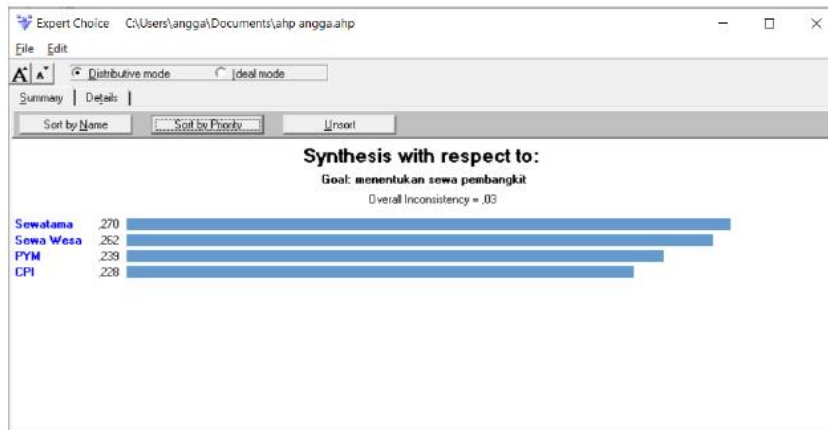 Expert Choice C:\Users\angga\Documents\ahp angga.ahp
File Edit
A A Distributive mode Ideal mode
Summary Details
Sort by Name Sort by Priority Unsort
Synthesis with respect to:
Goal: menentukan sewa pembangkit
Overall Inconsistency = ,03
Sewatama ,270
Sewa Wesa ,262
PYM ,239
CPI ,228